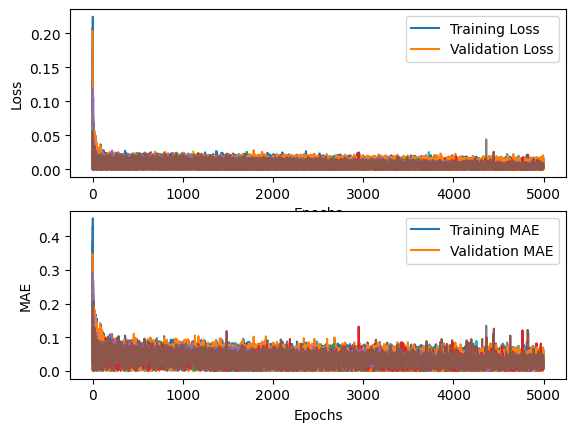 Training Loss
Validation Loss
Loss
0.20
0.15
0.10
0.05
0.00
0 1000 2000 3000 4000 5000
Epochs
Training MAE
Validation MAE
MAE
0.4
0.3
0.2
0.1
0.0
0 1000 2000 3000 4000 5000
Epochs